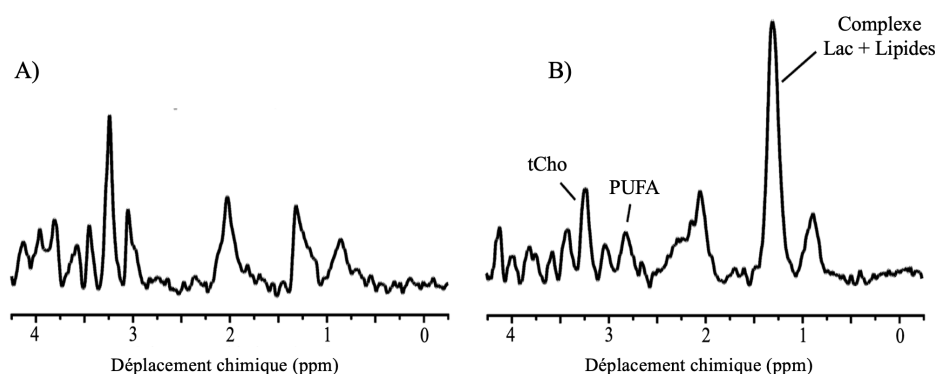 A)
4 3 2 1 0
Déplacement chimique (ppm)
B)
Complexe
Lac + Lipides
tCho
PUFA
4 3 2 1 0
Déplacement chimique (ppm)